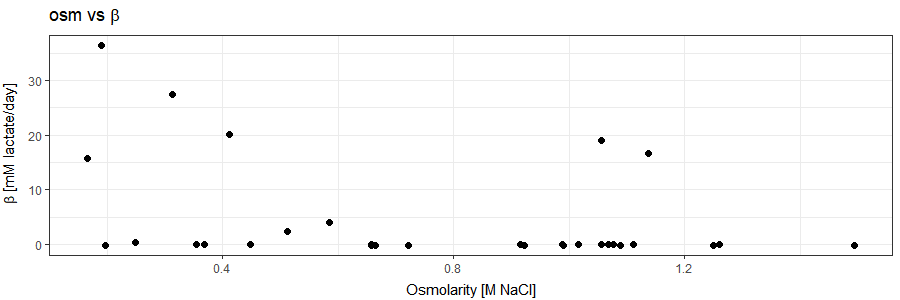 osm vs β
β [mM lactate/day]
30
20
10
0
0.4
0.8
1.2
Osmolarity [M NaCl]